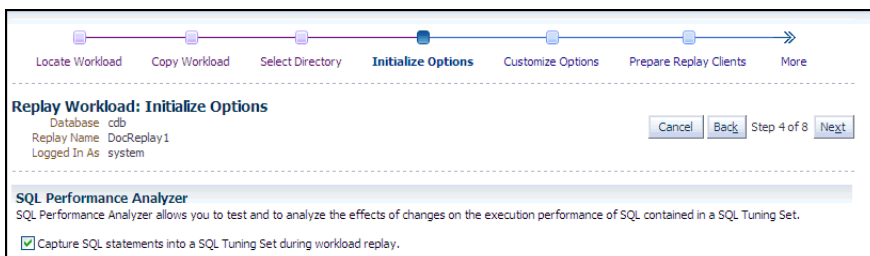 Locate Workload Copy Workload Select Directory Initialize Options Customize Options Prepare Replay Clients More
Replay Workload: Initialize Options
Database cdb
Replay Name DocReplay1
Logged In As system
Cancel Back Step 4 of 8 Next
SQL Performance Analyzer
SQL Performance Analyzer allows you to test and to analyze the effects of changes on the execution performance of SQL contained in a SQL Tuning Set.
Capture SQL statements into a SQL Tuning Set during workload replay.